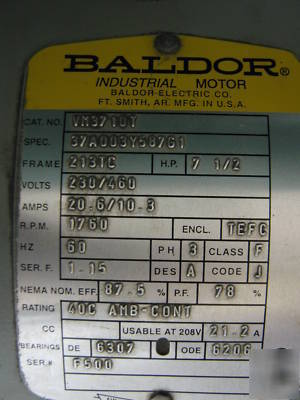 BALDOR®
INDUSTRIAL MOTOR
BALDOR ELECTRIC CO.
FT. SMITH, AR. MFG. IN U.S.A.
CAT. NO. VM3710T
SPEC. 37A003Y587G1
FRAME 213TC H.P. 7 1/2
VOLTS 230/460
AMPS 20.6/10.3
R.P.M. 1760 ENCL. TEFC
HZ 60 PH 3 CLASS F
SER. F. 1.15 DES A CODE J
NEMA NOM. EFF. 87.5 % P.F. 78 %
RATING 40C AMB-CONT
CC USABLE AT 208V 21.2 A
BEARINGS DE 6307 ODE 6206
SER.# F500